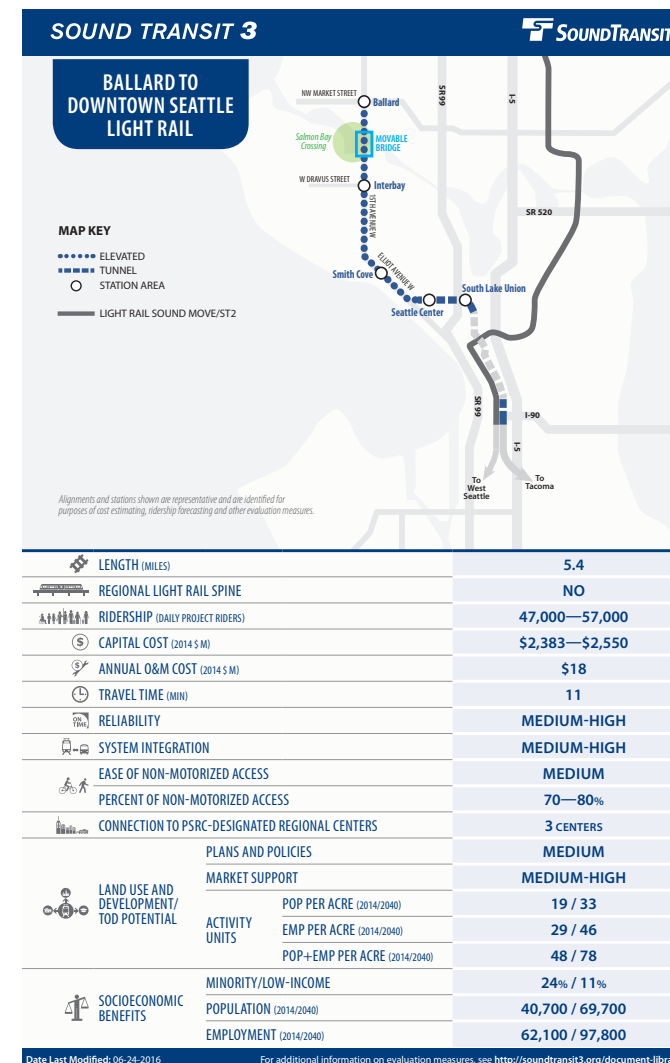 SOUND TRANSIT 3
SOUNDTRANSIT
BALLARD TO
DOWNTOWN SEATTLE
LIGHT RAIL
NW MARKET STREET
Ballard
SR 99
I-5
Salmon Bay
Crossing
MOVABLE
BRIDGE
W DRAVUS STREET
Interbay
15TH AVENUE W
SR 520
MAP KEY
ELEVATED
TUNNEL
STATION AREA
LIGHT RAIL SOUND MOVE/ST2
ELLIOT AVENUE W
Smith Cove
South Lake Union
Seattle Center
SR 99
I-90
I-5
To
West
Seattle
To
Tacoma
Alignments and stations shown are representative and are identified for
purposes of cost estimating, ridership forecasting and other evaluation measures.
LENGTH (MILES) 5.4
REGIONAL LIGHT RAIL SPINE NO
RIDERSHIP (DAILY PROJECT RIDERS) 47,000—57,000
$ CAPITAL COST (2014 $ M) $2,383—$2,550
$ ANNUAL O&M COST (2014 $ M) $18
TRAVEL TIME (MIN) 11
ON
TIME
RELIABILITY MEDIUM-HIGH
SYSTEM INTEGRATION MEDIUM-HIGH
EASE OF NON-MOTORIZED ACCESS MEDIUM
PERCENT OF NON-MOTORIZED ACCESS 70—80%
CONNECTION TO PSRC-DESIGNATED REGIONAL CENTERS 3 CENTERS
LAND USE AND
DEVELOPMENT/
TOD POTENTIAL
PLANS AND POLICIES MEDIUM
MARKET SUPPORT MEDIUM-HIGH
ACTIVITY
UNITS
POP PER ACRE (2014/2040) 19 / 33
EMP PER ACRE (2014/2040) 29 / 46
POP+EMP PER ACRE (2014/2040) 48 / 78
SOCIOECONOMIC
BENEFITS
MINORITY/LOW-INCOME 24% / 11%
POPULATION (2014/2040) 40,700 / 69,700
EMPLOYMENT (2014/2040) 62,100 / 97,800
Date Last Modified: 06-24-2016
For additional information on evaluation measures, see http://soundtransit3.org/document-libra